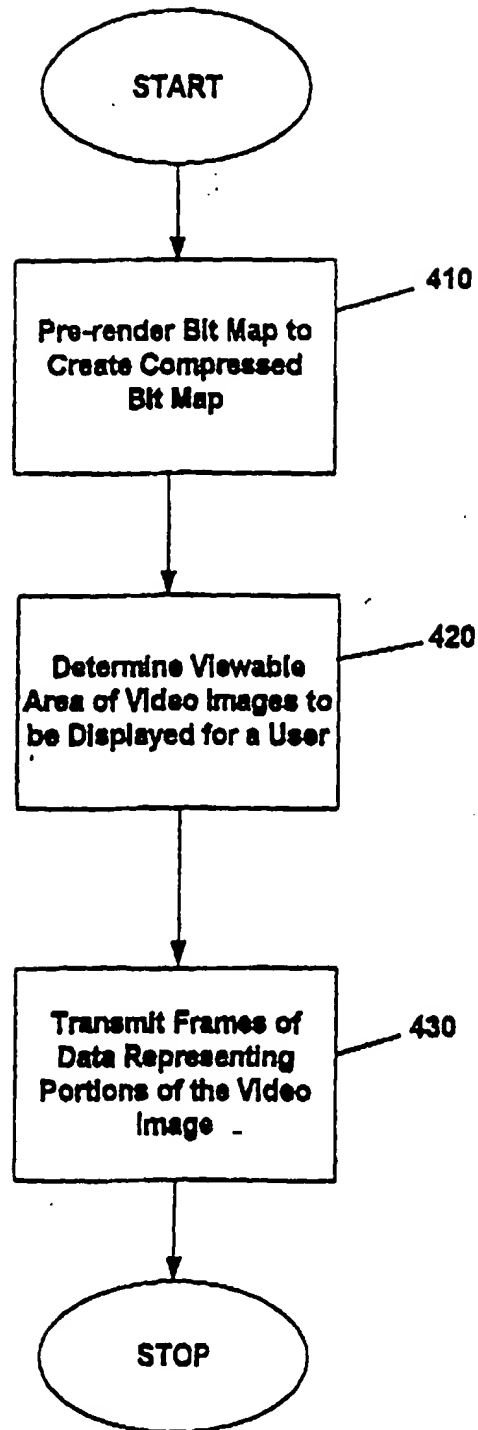 START
410
Pre-render Bit Map to
Create Compressed
Bit Map
420
Determine Viewable
Area of Video Images to
be Displayed for a User
430
Transmit Frames of
Data Representing
Portions of the Video
Image
STOP